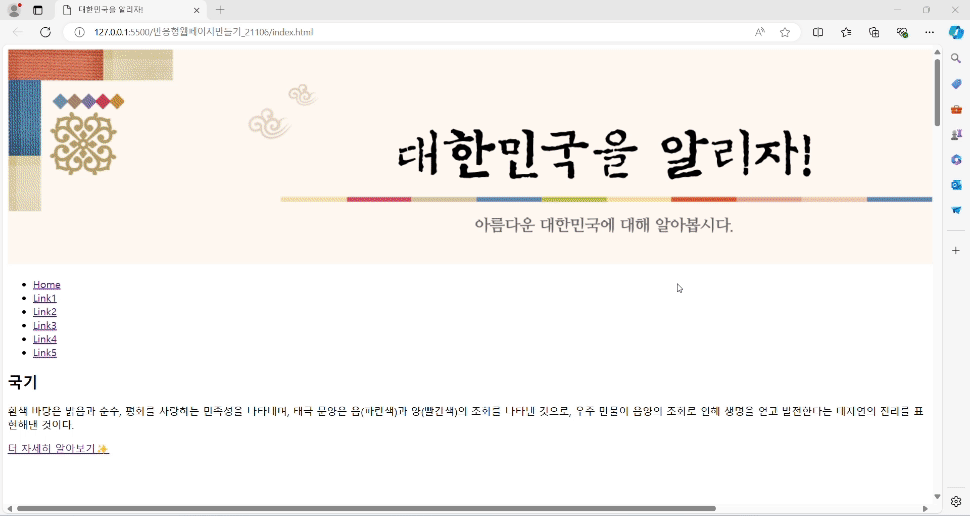 대한민국을 알리자!
127.0.0.1:5500/반응형웹페이지만들기_21106/index.html
대한민국을 알리자!
아름다운 대한민국에 대해 알아봅시다.
Home
Link1
Link2
Link3
Link4
Link5
국기
흰색 바탕은 밝음과 순수, 평화를 사랑하는 민족성을 나타내며, 태극 문양은 음(파란색)과 양(빨간색)의 조화를 나타낸 것으로, 우주 만물이 음양의 조화로 인해 생명을 얻고 발전한다는 대자연의 진리를 표
현해낸 것이다.
더 자세히 알아보기✨